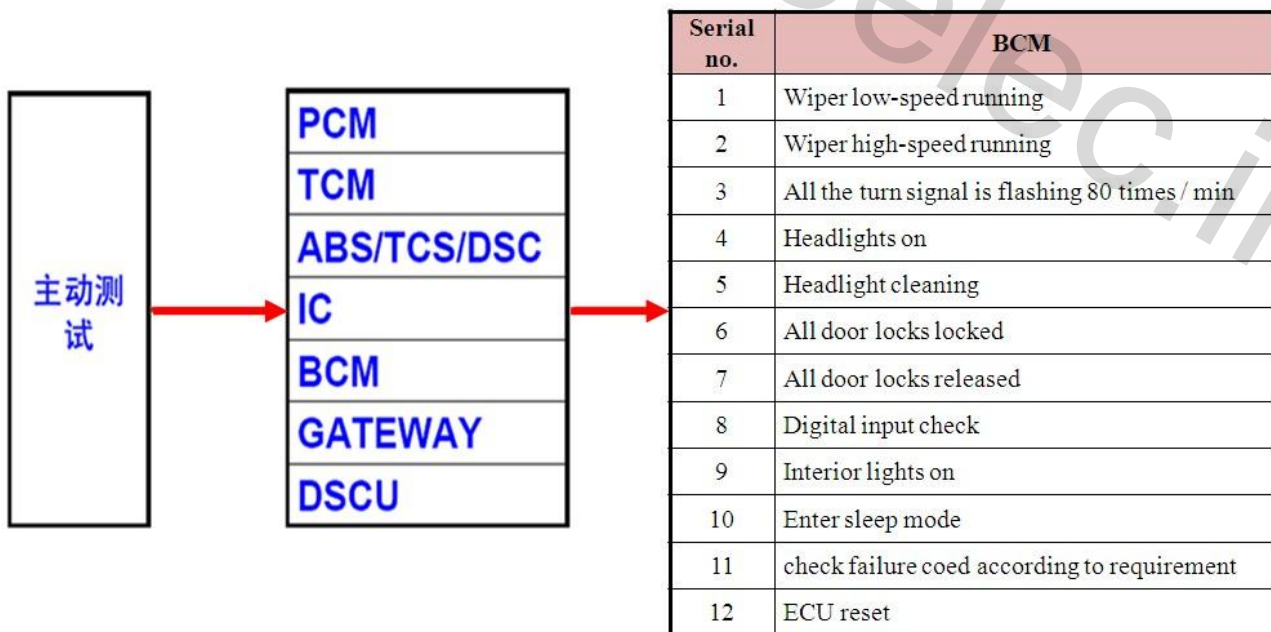 主动测
试
PCM
TCM
ABS/TCS/DSC
IC
BCM
GATEWAY
DSCU
Serial no. BCM
1 Wiper low-speed running
2 Wiper high-speed running
3 All the turn signal is flashing 80 times / min
4 Headlights on
5 Headlight cleaning
6 All door locks locked
7 All door locks released
8 Digital input check
9 Interior lights on
10 Enter sleep mode
11 check failure coed according to requirement
12 ECU reset